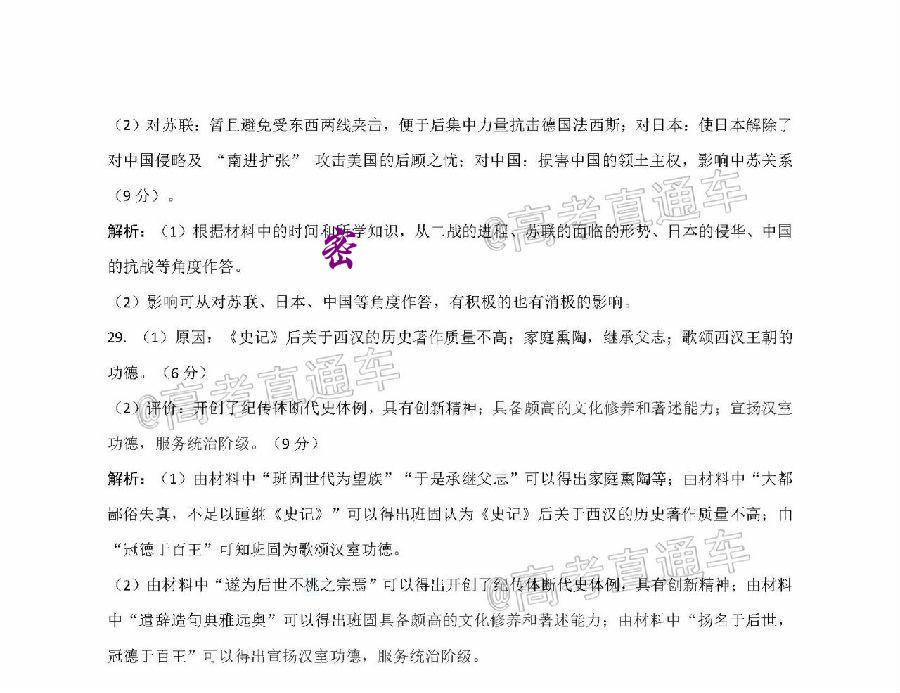 （2）对苏联：暂且避免受东西两线夹击，便于后集中力量抗击德国法西斯；对日本：使日本解除了
对中国侵略及 “南进扩张” 攻击美国的后顾之忧；对中国：损害中国的领土主权，影响中苏关系
（9 分）。
@高考直通车
解析：（1）根据材料中的时间和所学知识，从二战的进程、苏联的面临的形势、日本的侵华、中国
密
的抗战等角度作答。
（2）影响可从对苏联、日本、中国等角度作答，有积极的也有消极的影响。
29. （1）原因：《史记》后关于西汉的历史著作质量不高；家庭熏陶，继承父志；歌颂西汉王朝的
功德。（6 分）
@高考直通车
（2）评价：开创了纪传体断代史体例，具有创新精神；具备颇高的文化修养和著述能力；宣扬汉室
功德，服务统治阶级。（9 分）
解析：（1）由材料中“班固世代为望族”“于是承继父志”可以得出家庭熏陶等；由材料中“大都
鄙俗失真，不足以踵继《史记》”可以得出班固认为《史记》后关于西汉的历史著作质量不高；由
“冠德于百王”可知班固为歌颂汉室功德。
@高考直通车
（2）由材料中“遂为后世不祧之宗焉”可以得出开创了纪传体断代史体例，具有创新精神；由材料
中“遣辞造句典雅远奥”可以得出班固具备颇高的文化修养和著述能力；由材料中“扬名于后世，
冠德于百王”可以得出宣扬汉室功德，服务统治阶级。